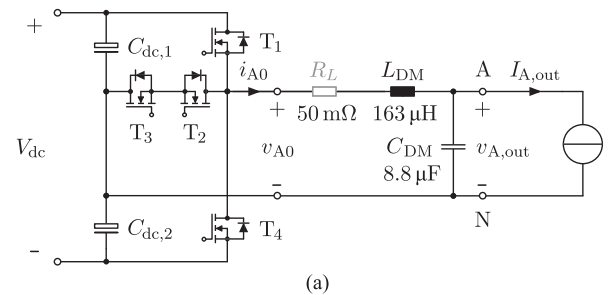 +
C_dc,1
T_1
i_A0
R_L
L_DM
A
I_A,out
50 mΩ
163 µH
+
+
T_3
T_2
V_dc
v_A0
C_DM
8.8 µF
v_A,out
-
-
N
C_dc,2
T_4
-
(a)